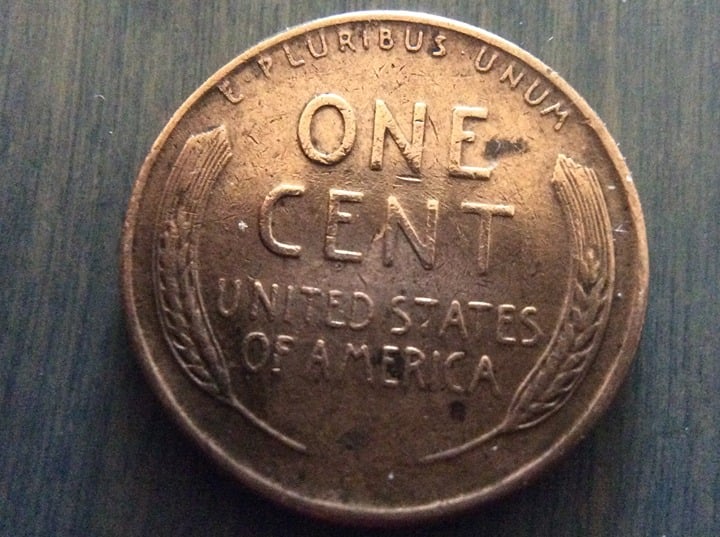 E·PLURIBUS·UNUM
ONE
CENT
UNITED STATES
OF AMERICA